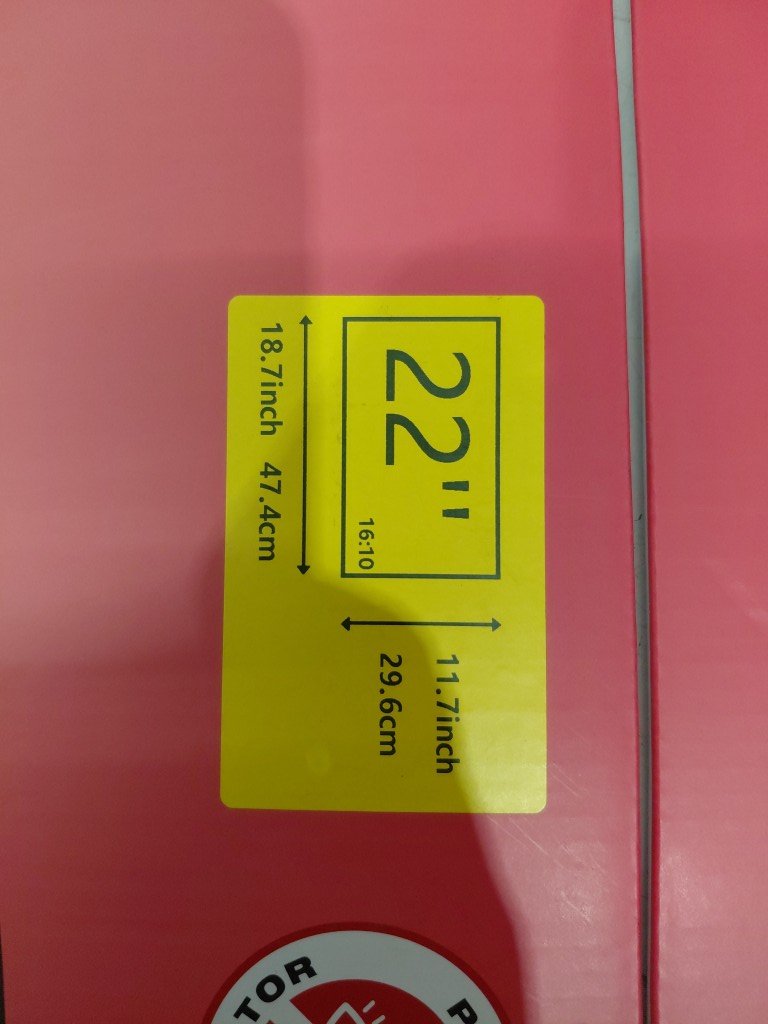 22"
16:10
11.7inch
29.6cm
18.7inch 47.4cm
TOR
P